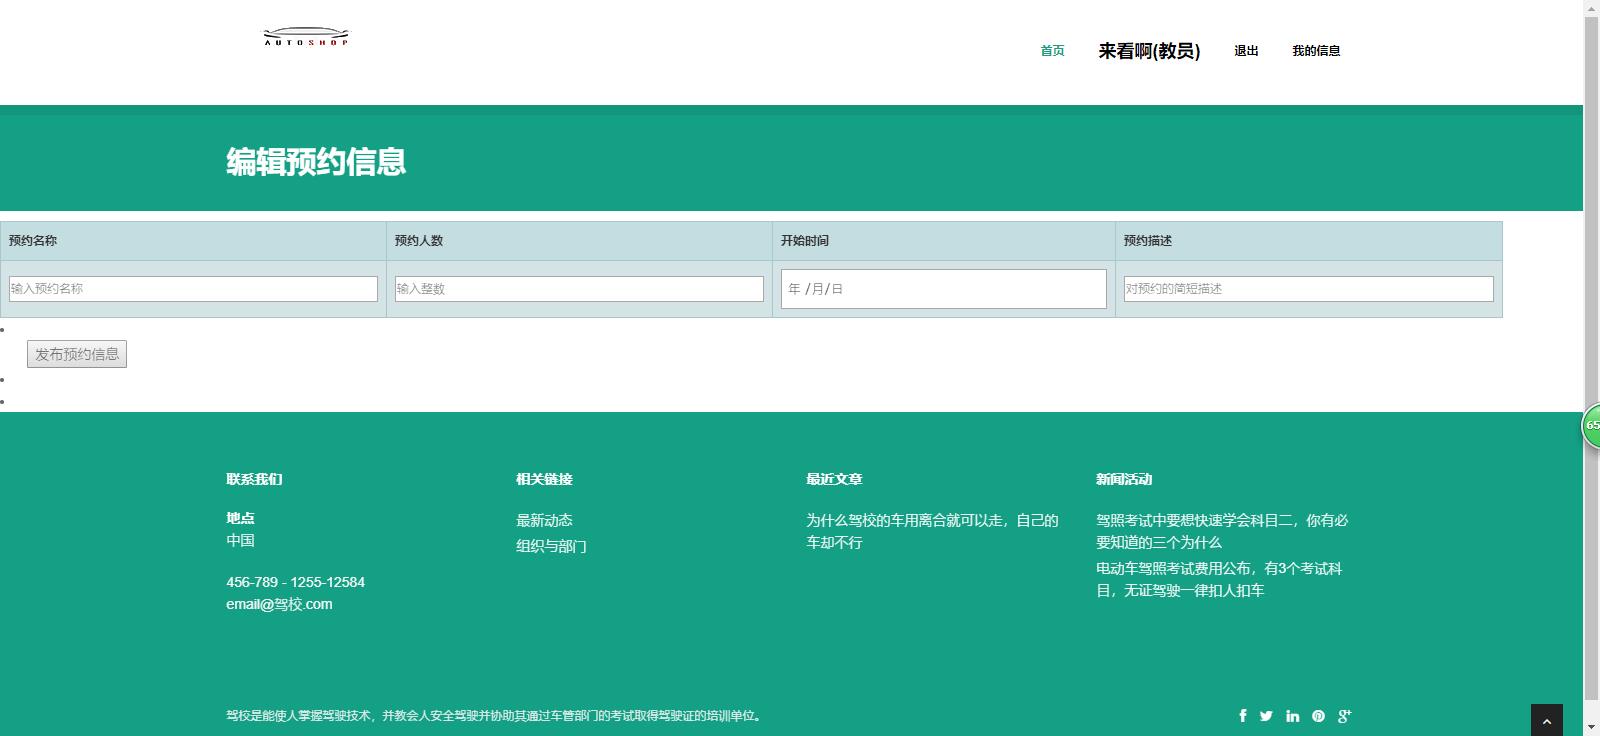 AUTOSHOP
首页 来看啊(教员) 退出 我的信息
编辑预约信息
预约名称 预约人数 开始时间 预约描述
输入预约名称 输入整数 年 /月/日 对预约的简短描述
发布预约信息
65
联系我们
地点
中国
456-789 - 1255-12584
email@驾校.com
相关链接
最新动态
组织与部门
最近文章
为什么驾校的车用离合就可以走，自己的
车却不行
新闻活动
驾照考试中要想快速学会科目二，你有必
要知道的三个为什么
电动车驾照考试费用公布，有3个考试科
目，无证驾驶一律扣人扣车
驾校是能使人掌握驾驶技术，并教会人安全驾驶并协助其通过车管部门的考试取得驾驶证的培训单位。